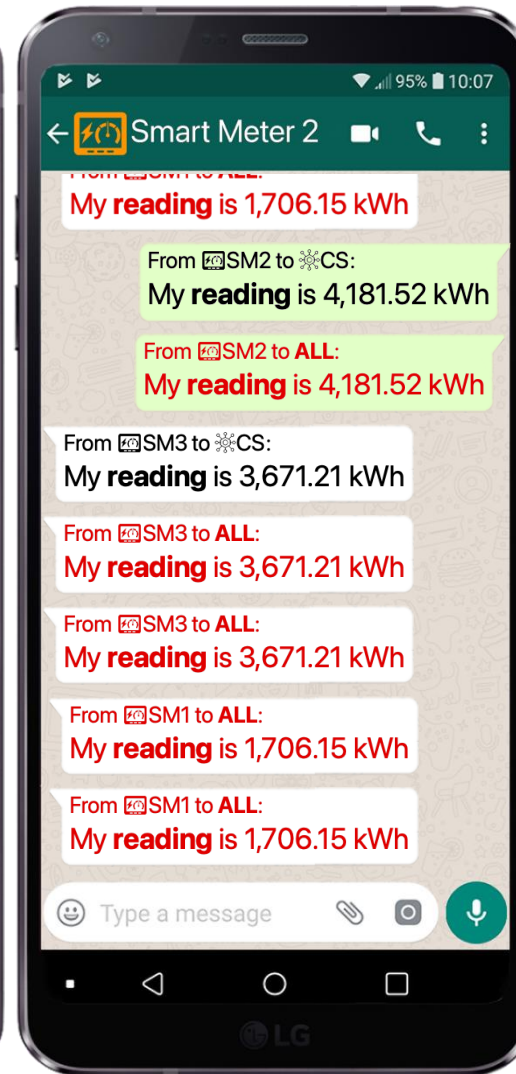 95% 10:07
Smart Meter 2
From SM1 to ALL:
My reading is 1,706.15 kWh
From SM2 to CS:
My reading is 4,181.52 kWh
From SM2 to ALL:
My reading is 4,181.52 kWh
From SM3 to CS:
My reading is 3,671.21 kWh
From SM3 to ALL:
My reading is 3,671.21 kWh
From SM3 to ALL:
My reading is 3,671.21 kWh
From SM1 to ALL:
My reading is 1,706.15 kWh
From SM1 to ALL:
My reading is 1,706.15 kWh
Type a message
LG